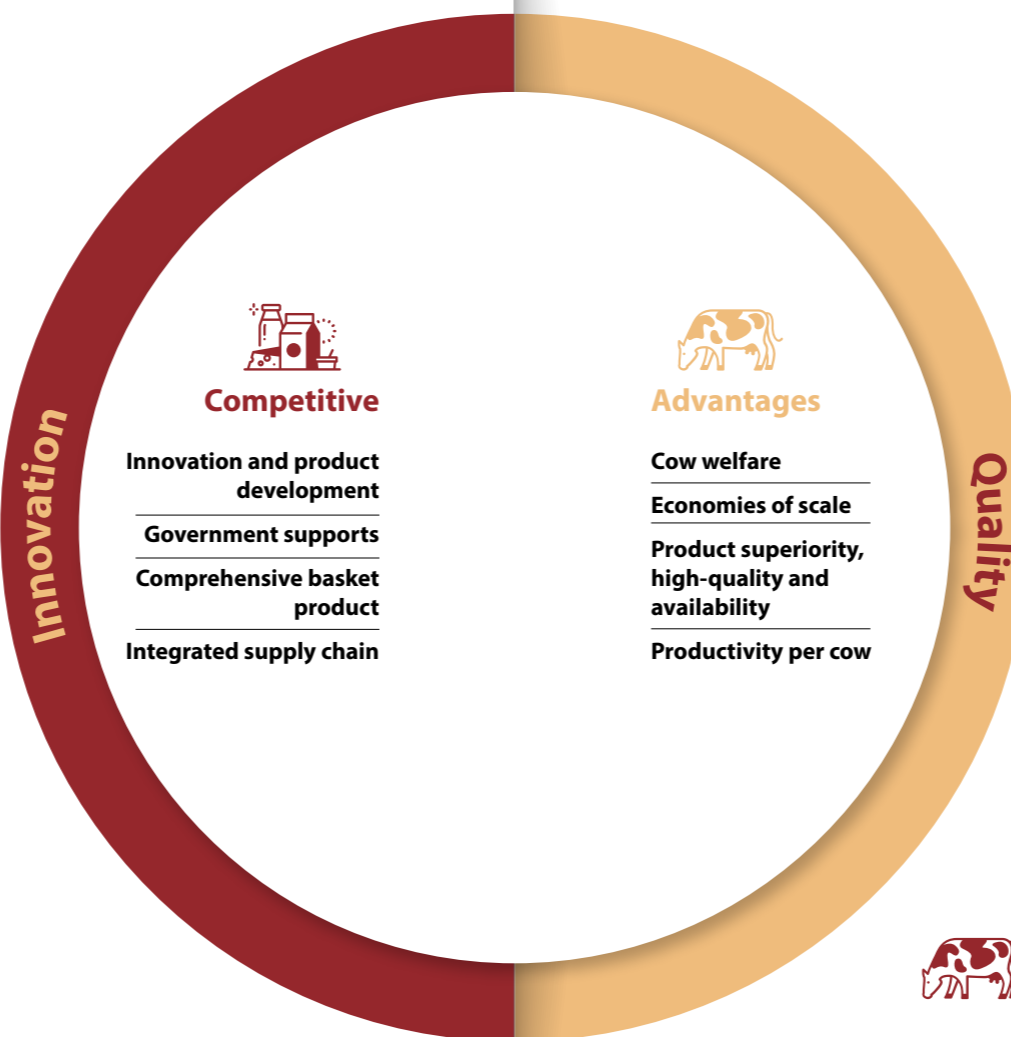 Innovation
Competitive
Innovation and product
development
Government supports
Comprehensive basket
product
Integrated supply chain
Advantages
Cow welfare
Economies of scale
Product superiority,
high-quality and
availability
Productivity per cow
Quality